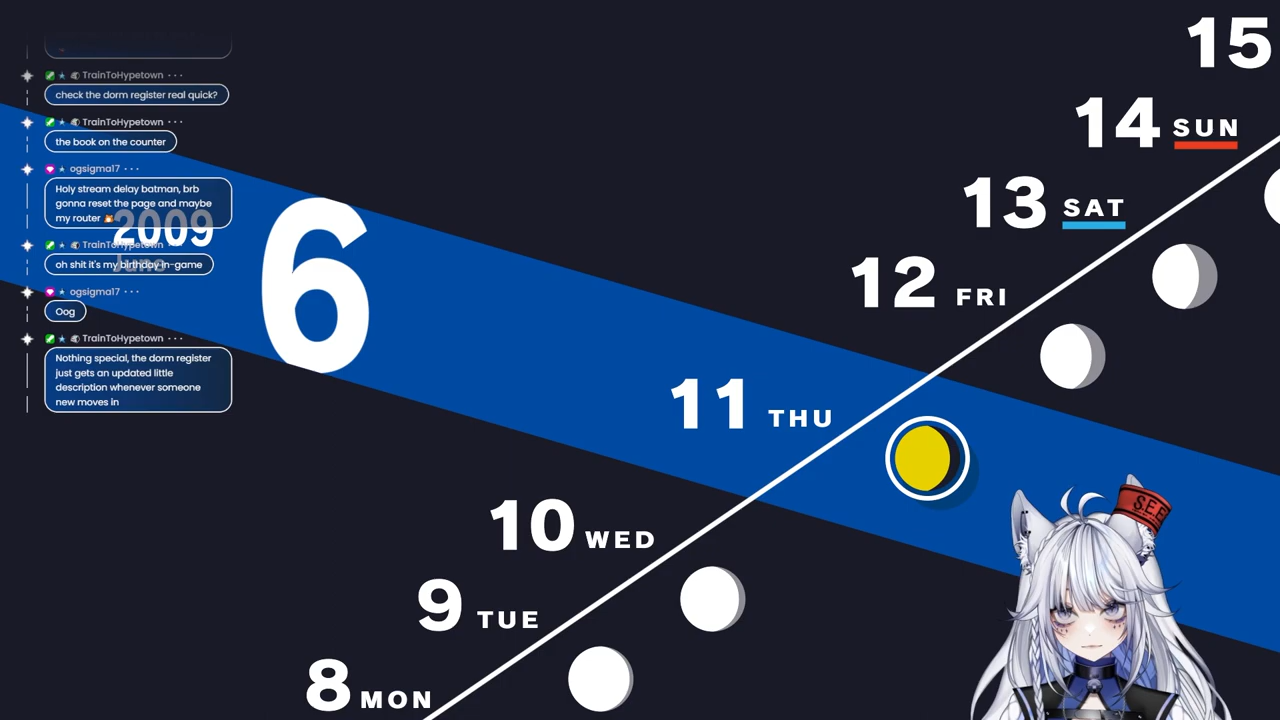 TrainToHypetown
check the dorm register real quick?
TrainToHypetown
the book on the counter
ogsigma17
Holy stream delay batman, brb
gonna reset the page and maybe
my router
TrainToHypetown
oh shit it's my birthday in-game
ogsigma17
Oog
TrainToHypetown
Nothing special, the dorm register
just gets an updated little
description whenever someone
new moves in
2009
June
6
15
14 SUN
13 SAT
12 FRI
11 THU
10 WED
9 TUE
8 MON
S.E.E